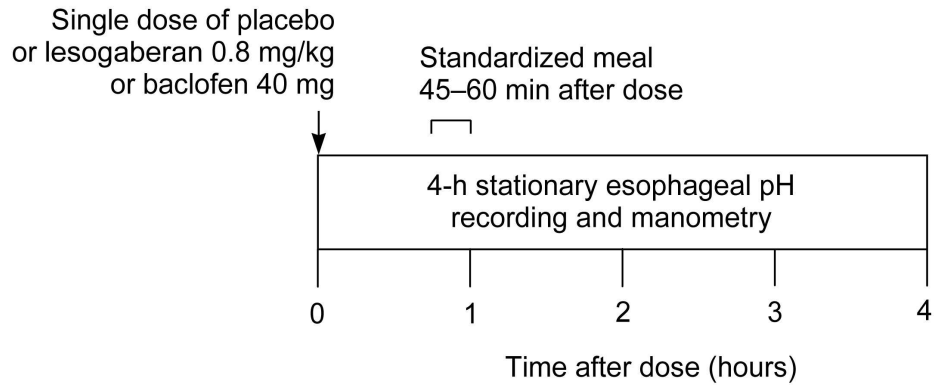 Single dose of placebo
or lesogaberan 0.8 mg/kg
or baclofen 40 mg
Standardized meal
45–60 min after dose
4-h stationary esophageal pH
recording and manometry
0
1
2
3
4
Time after dose (hours)